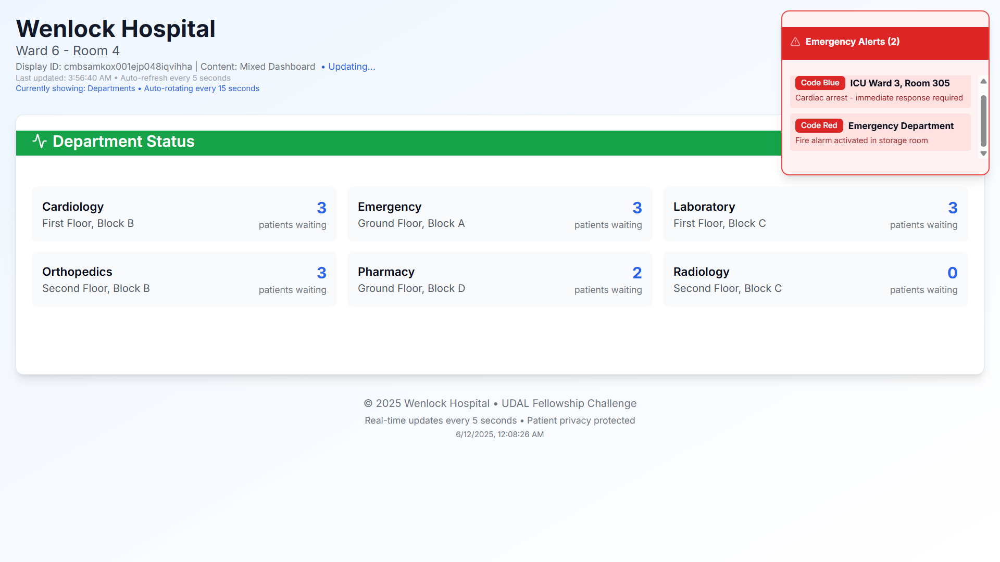 Wenlock Hospital
Ward 6 - Room 4
Display ID: cmbsamkox001ejp048iqvihha | Content: Mixed Dashboard • Updating...
Last updated: 3:56:40 AM • Auto-refresh every 5 seconds
Currently showing: Departments • Auto-rotating every 15 seconds
Emergency Alerts (2)
Code Blue ICU Ward 3, Room 305
Cardiac arrest - immediate response required
Code Red Emergency Department
Fire alarm activated in storage room
Department Status
Cardiology 3
First Floor, Block B patients waiting
Emergency 3
Ground Floor, Block A patients waiting
Laboratory 3
First Floor, Block C patients waiting
Orthopedics 3
Second Floor, Block B patients waiting
Pharmacy 2
Ground Floor, Block D patients waiting
Radiology 0
Second Floor, Block C patients waiting
© 2025 Wenlock Hospital • UDAL Fellowship Challenge
Real-time updates every 5 seconds • Patient privacy protected
6/12/2025, 12:08:26 AM